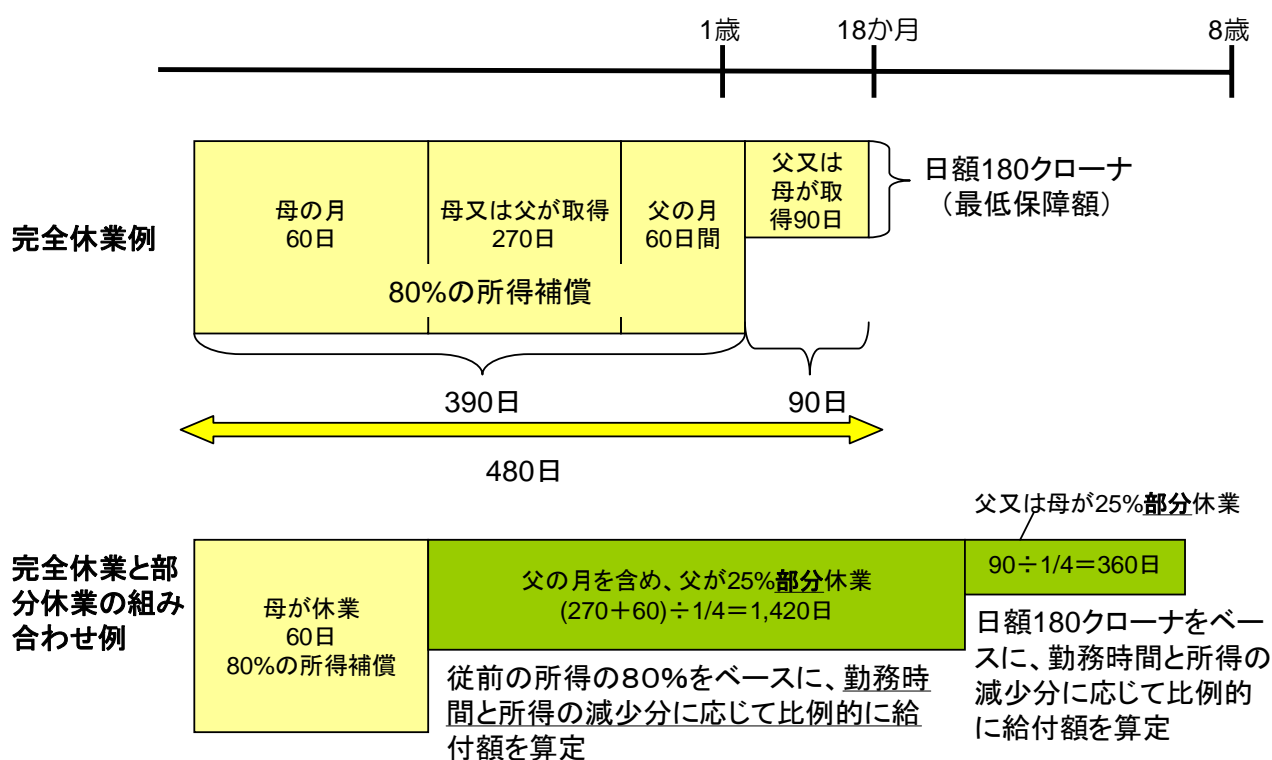 1歳
18か月
8歳
完全休業例
母の月
60日
母又は父が取得
270日
父の月
60日間
80%の所得補償
父又は
母が取
得90日
日額180クローナ
(最低保障額)
390日
90日
480日
完全休業と部
分休業の組み
合わせ例
母が休業
60日
80%の所得補償
父の月を含め、父が25%部分休業
(270+60)÷1/4=1,420日
従前の所得の80%をベースに、勤務時
間と所得の減少分に応じて比例的に給
付額を算定
父又は母が25%部分休業
90÷1/4=360日
日額180クローナをベー
スに、勤務時間と所得の
減少分に応じて比例的
に給付額を算定